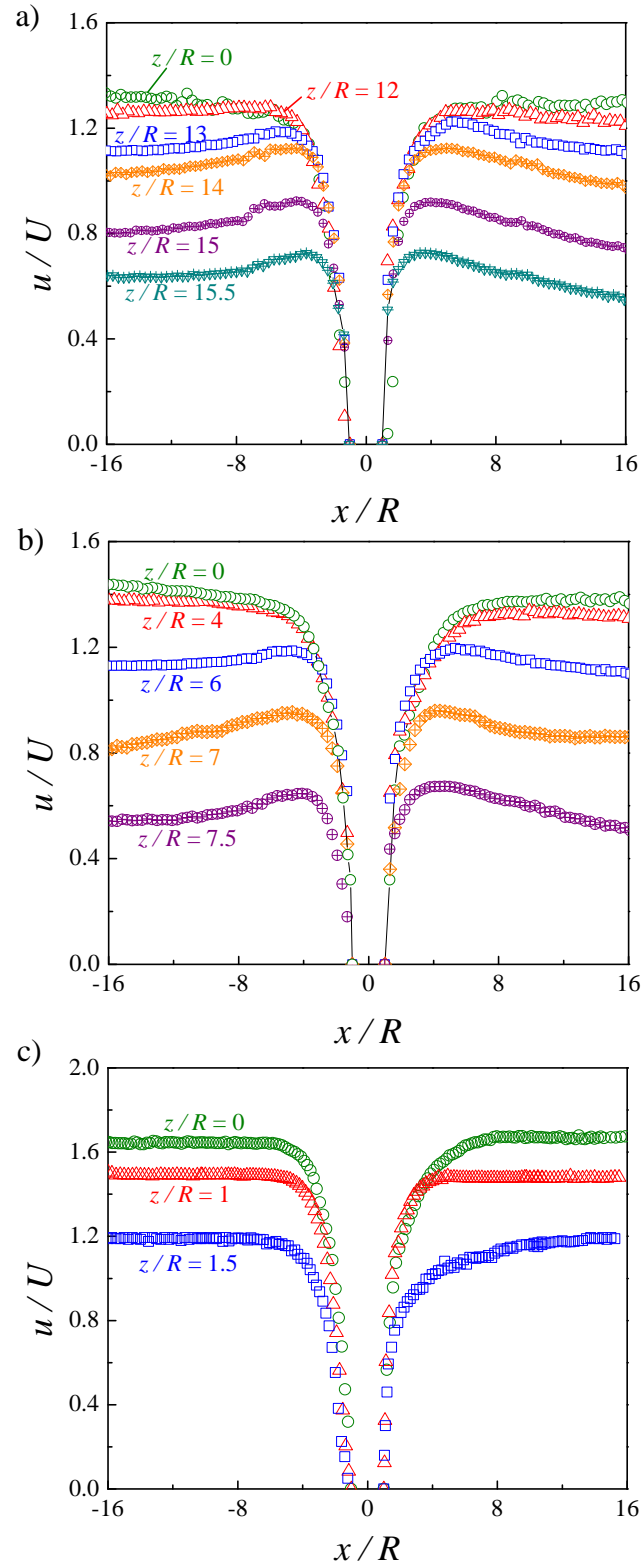 a)
1.6
1.2
0.8
0.4
0.0
u / U
z / R = 0
z / R = 12
z / R = 13
z / R = 14
z / R = 15
z / R = 15.5
-16 -8 0 8 16
x / R
b)
1.6
1.2
0.8
0.4
0.0
u / U
z / R = 0
z / R = 4
z / R = 6
z / R = 7
z / R = 7.5
-16 -8 0 8 16
x / R
c)
2.0
1.6
1.2
0.8
0.4
0.0
u / U
z / R = 0
z / R = 1
z / R = 1.5
-16 -8 0 8 16
x / R